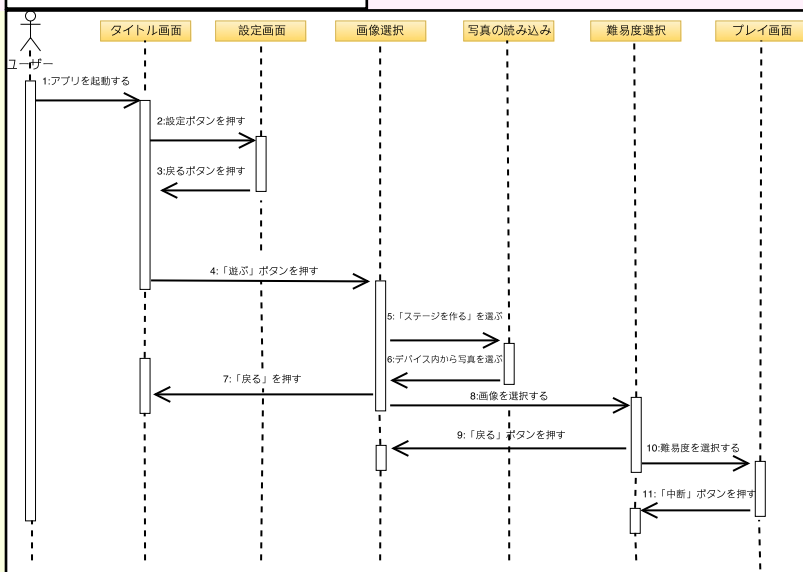 タイトル画面
設定画面
画像選択
写真の読み込み
難易度選択
プレイ画面
ユーザー
1:アプリを起動する
2:設定ボタンを押す
3:戻るボタンを押す
4:「遊ぶ」ボタンを押す
5:「ステージを作る」を選ぶ
6:デバイス内から写真を選ぶ
7:「戻る」を押す
8:画像を選択する
9:「戻る」ボタンを押す
10:難易度を選択する
11:「中断」ボタンを押す